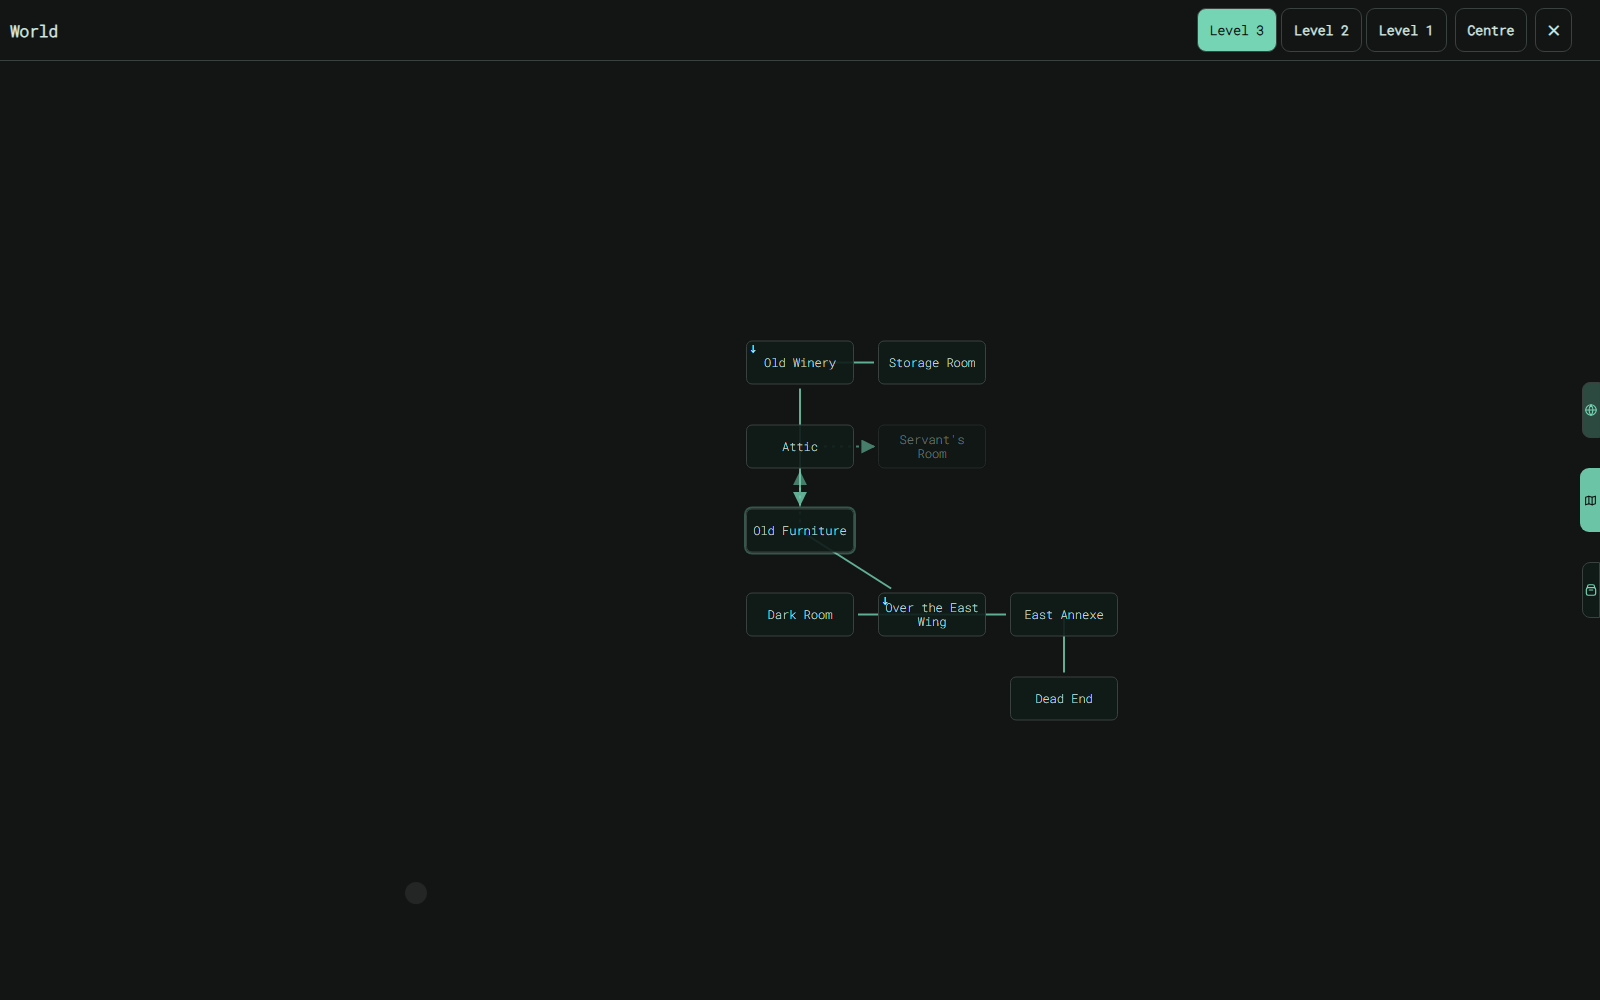 World
Level 3
Level 2
Level 1
Centre
✕
↓
Old Winery
Storage Room
Attic
Servant's
Room
Old Furniture
Dark Room
↓
Over the East
Wing
East Annexe
Dead End